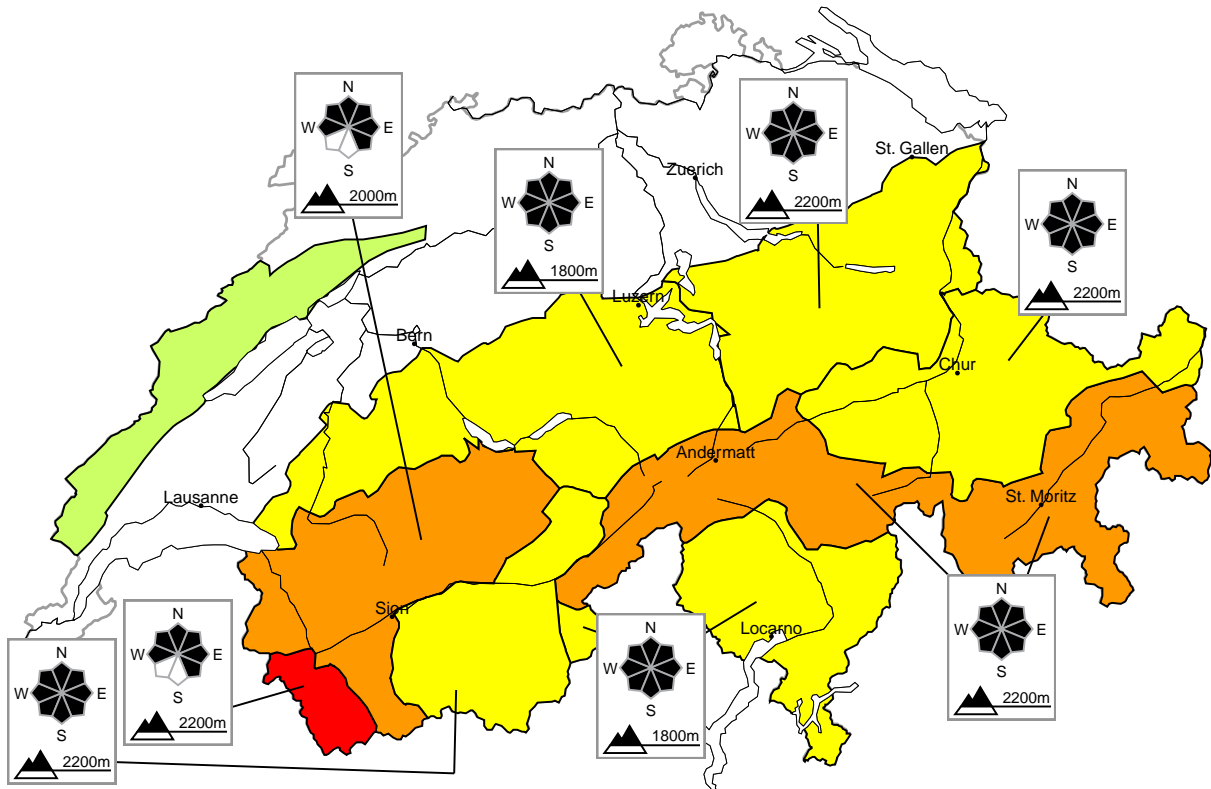 N
W E
S
2000m
N
W E
S
1800m
N
W E
S
2200m
N
W E
S
2200m
St. Gallen
Zuerich
Luzern
Bern
Chur
Andermatt
Lausanne
St. Moritz
Sion
Locarno
N
W E
S
2200m
N
W E
S
2200m
N
W E
S
1800m
N
W E
S
2200m